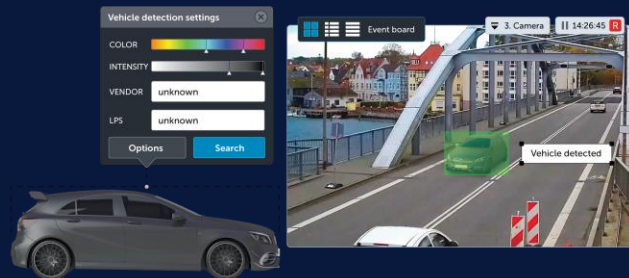 Vehicle detection settings
COLOR
INTENSITY
VENDOR unknown
LPS unknown
Options Search
Event board
3. Camera
14:26:45 R
Vehicle detected